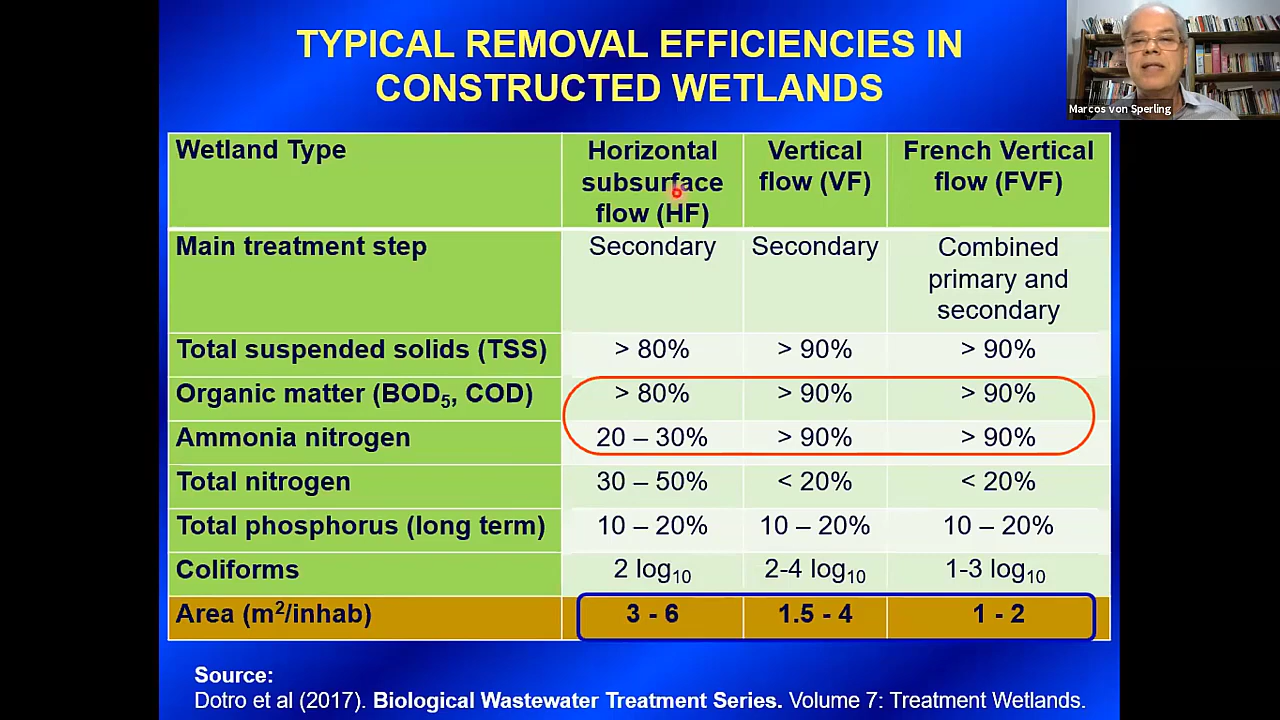 TYPICAL REMOVAL EFFICIENCIES IN
CONSTRUCTED WETLANDS
Marcos von Sperling
Wetland Type | Horizontal subsurface flow (HF) | Vertical flow (VF) | French Vertical flow (FVF)
Main treatment step | Secondary | Secondary | Combined primary and secondary
Total suspended solids (TSS) | > 80% | > 90% | > 90%
Organic matter (BOD₅, COD) | > 80% | > 90% | > 90%
Ammonia nitrogen | 20 – 30% | > 90% | > 90%
Total nitrogen | 30 – 50% | < 20% | < 20%
Total phosphorus (long term) | 10 – 20% | 10 – 20% | 10 – 20%
Coliforms | 2 log₁₀ | 2-4 log₁₀ | 1-3 log₁₀
Area (m²/inhab) | 3 - 6 | 1.5 - 4 | 1 - 2
Source:
Dotro et al (2017). Biological Wastewater Treatment Series. Volume 7: Treatment Wetlands.